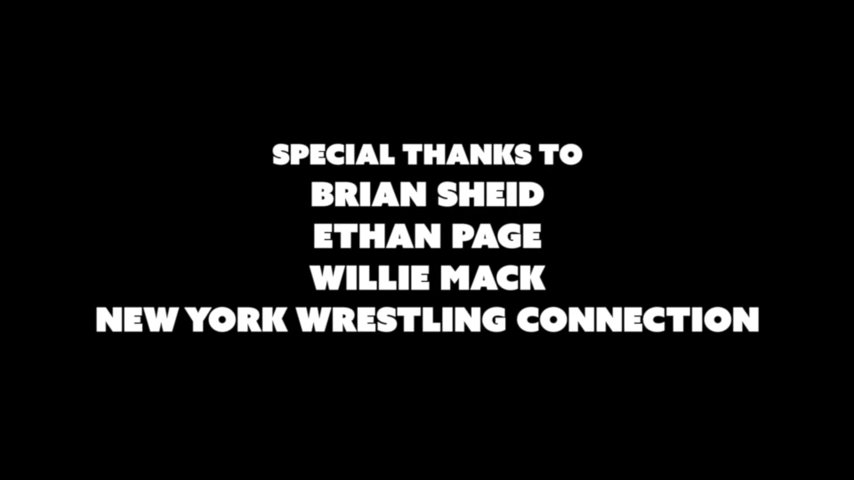 SPECIAL THANKS TO
BRIAN SHEID
ETHAN PAGE
WILLIE MACK
NEW YORK WRESTLING CONNECTION